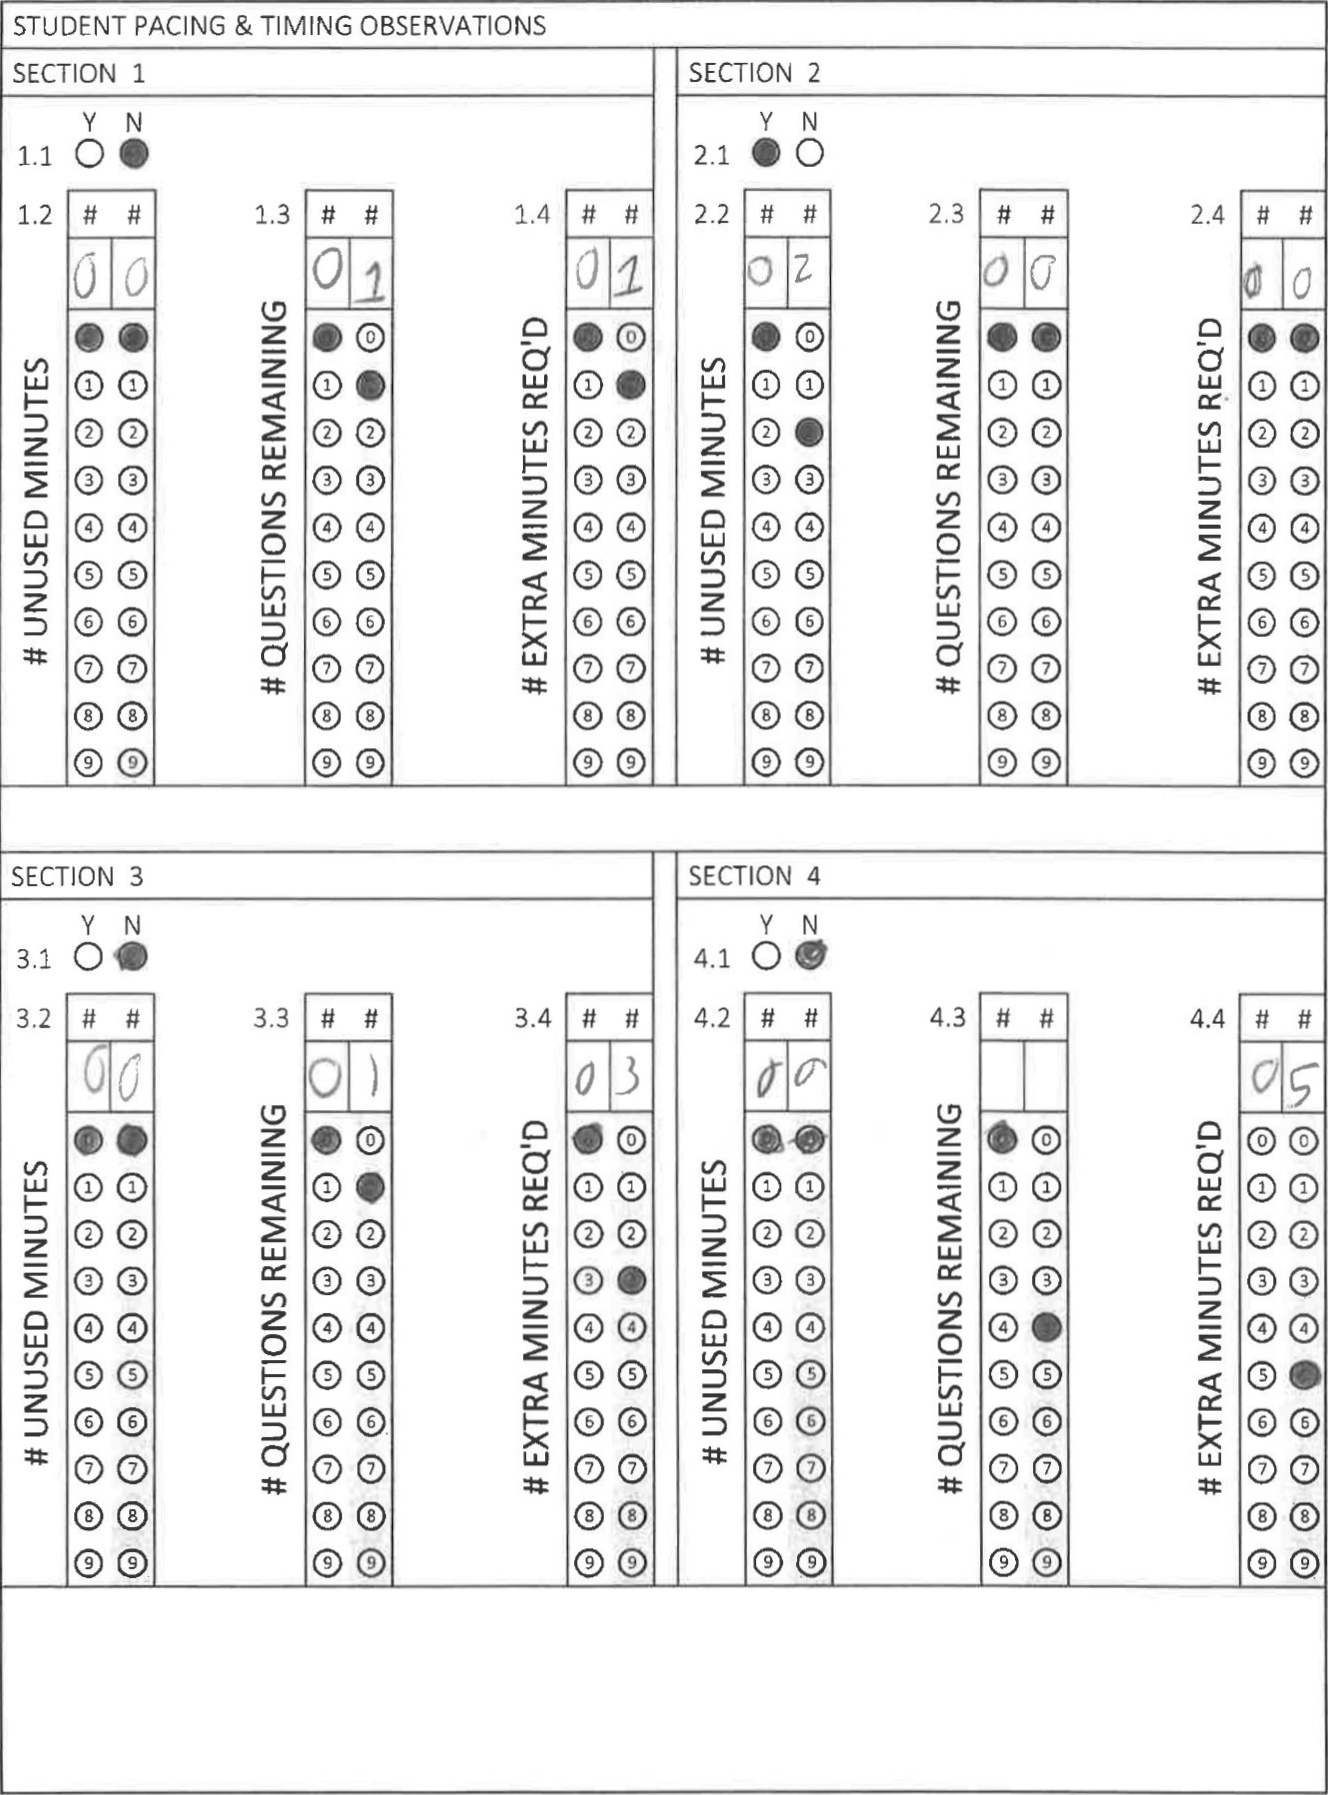 STUDENT PACING & TIMING OBSERVATIONS
SECTION 1
Y N
1.1
1.2 # # 1.3 # # 1.4 # #
0 0 0 1 0 1
# UNUSED MINUTES
# QUESTIONS REMAINING
# EXTRA MINUTES REQ'D
0 0
1 1 1 1 1
2 2 2 2 2 2
3 3 3 3 3 3
4 4 4 4 4 4
5 5 5 5 5 5
6 6 6 6 6 6
7 7 7 7 7 7
8 8 8 8 8 8
9 9 9 9 9 9
SECTION 2
Y N
2.1
2.2 # # 2.3 # # 2.4 # #
0 2 0 0 0 0
# UNUSED MINUTES
# QUESTIONS REMAINING
# EXTRA MINUTES REQ'D
0
1 1 1 1 1 1
2 2 2 2 2
3 3 3 3 3 3
4 4 4 4 4 4
5 5 5 5 5 5
6 6 6 6 6 6
7 7 7 7 7 7
8 8 8 8 8 8
9 9 9 9 9 9
SECTION 3
Y N
3.1
3.2 # # 3.3 # # 3.4 # #
0 0 0 1 0 3
# UNUSED MINUTES
# QUESTIONS REMAINING
# EXTRA MINUTES REQ'D
0 0 0 0
1 1 1 1 1
2 2 2 2 2 2
3 3 3 3 3
4 4 4 4 4 4
5 5 5 5 5 5
6 6 6 6 6 6
7 7 7 7 7 7
8 8 8 8 8 8
9 9 9 9 9 9
SECTION 4
Y N
4.1
4.2 # # 4.3 # # 4.4 # #
0 0 0 5
# UNUSED MINUTES
# QUESTIONS REMAINING
# EXTRA MINUTES REQ'D
0 0 0 0 0 0
1 1 1 1 1 1
2 2 2 2 2 2
3 3 3 3 3 3
4 4 4 4 4
5 5 5 5 5
6 6 6 6 6 6
7 7 7 7 7 7
8 8 8 8 8 8
9 9 9 9 9 9